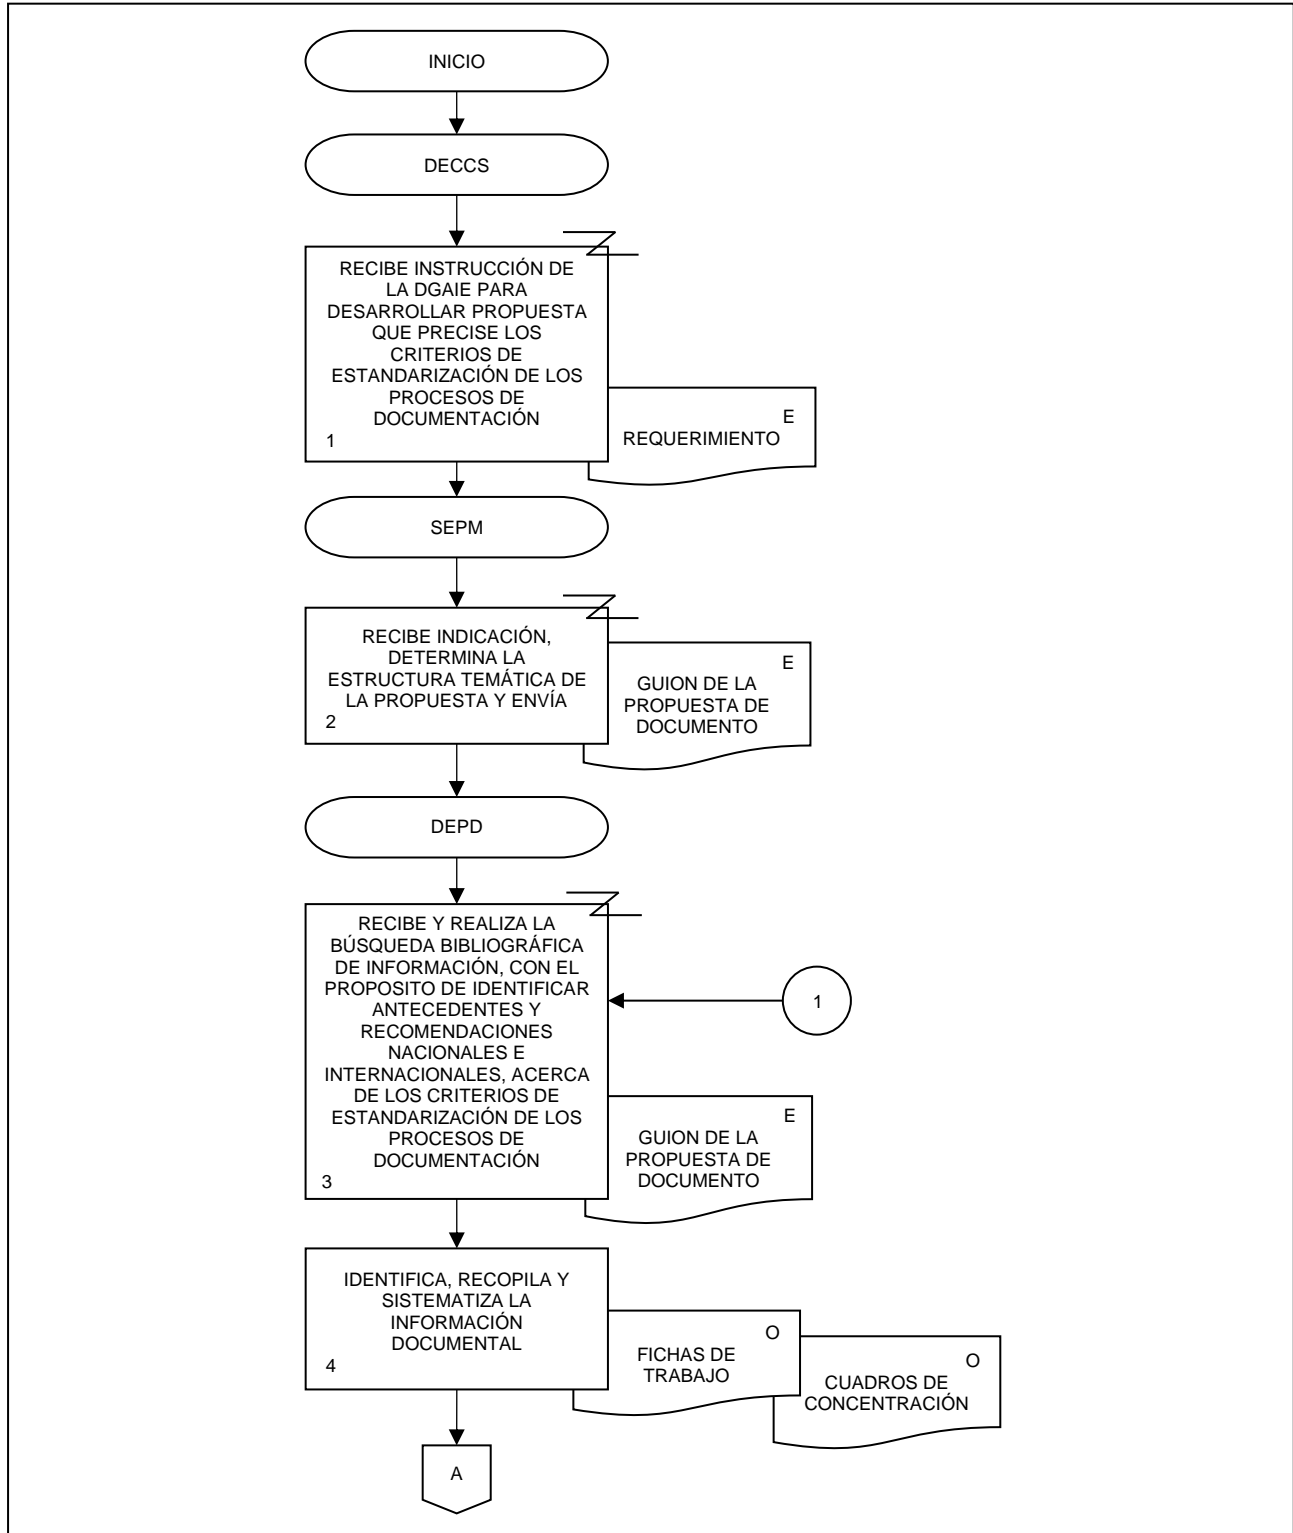 INICIO
DECCS
RECIBE INSTRUCCIÓN DE
LA DGAIE PARA
DESARROLLAR PROPUESTA
QUE PRECISE LOS
CRITERIOS DE
ESTANDARIZACIÓN DE LOS
PROCESOS DE
DOCUMENTACIÓN
1
E
REQUERIMIENTO
SEPM
RECIBE INDICACIÓN,
DETERMINA LA
ESTRUCTURA TEMÁTICA DE
LA PROPUESTA Y ENVÍA
2
E
GUION DE LA
PROPUESTA DE
DOCUMENTO
DEPD
RECIBE Y REALIZA LA
BÚSQUEDA BIBLIOGRÁFICA
DE INFORMACIÓN, CON EL
PROPOSITO DE IDENTIFICAR
ANTECEDENTES Y
RECOMENDACIONES
NACIONALES E
INTERNACIONALES, ACERCA
DE LOS CRITERIOS DE
ESTANDARIZACIÓN DE LOS
PROCESOS DE
DOCUMENTACIÓN
3
1
E
GUION DE LA
PROPUESTA DE
DOCUMENTO
IDENTIFICA, RECOPILA Y
SISTEMATIZA LA
INFORMACIÓN
DOCUMENTAL
4
O
FICHAS DE
TRABAJO
O
CUADROS DE
CONCENTRACIÓN
A